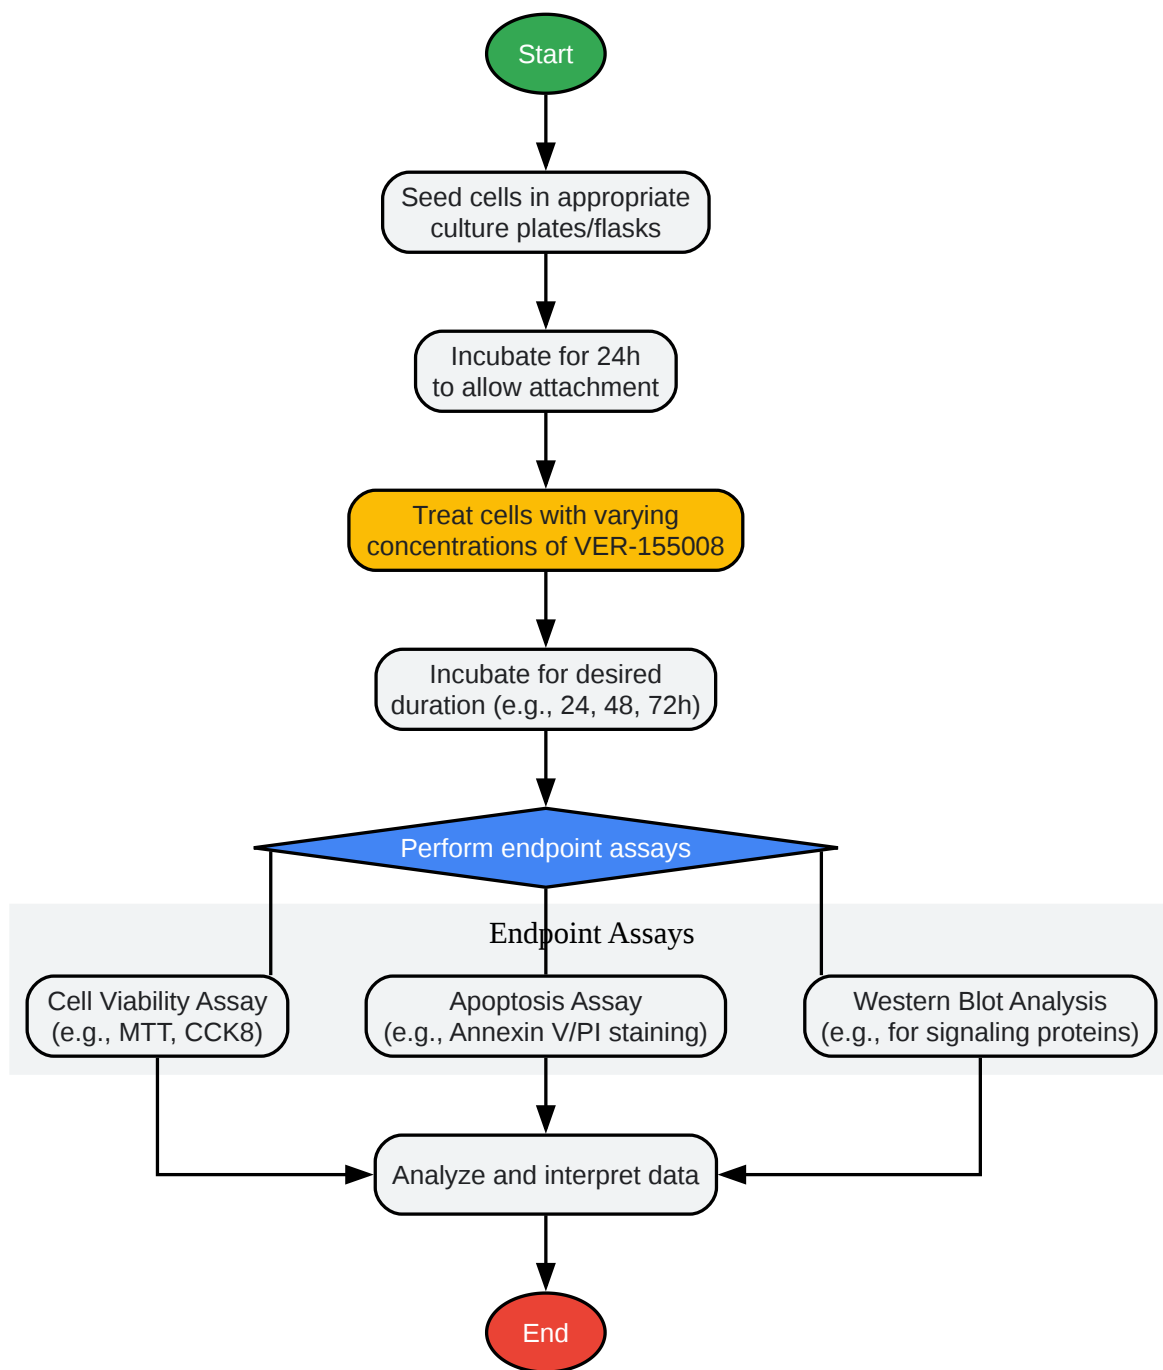 Start
Seed cells in appropriate
culture plates/flasks
Incubate for 24h
to allow attachment
Treat cells with varying
concentrations of VER-155008
Incubate for desired
duration (e.g., 24, 48, 72h)
Perform endpoint assays
Endpoint Assays
Cell Viability Assay
(e.g., MTT, CCK8)
Apoptosis Assay
(e.g., Annexin V/PI staining)
Western Blot Analysis
(e.g., for signaling proteins)
Analyze and interpret data
End